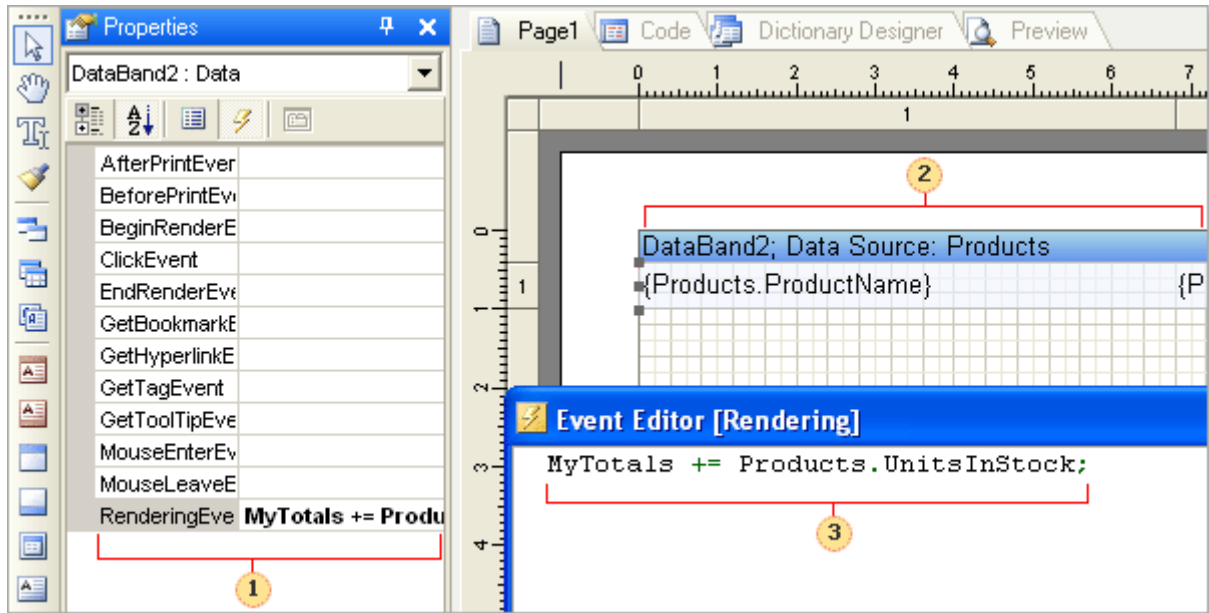 Properties
DataBand2 : Data
AfterPrintEver
BeforePrintEv
BeginRenderE
ClickEvent
EndRenderEve
GetBookmarkE
GetHyperlinkE
GetTagEvent
GetToolTipEve
MouseEnterEv
MouseLeaveE
RenderingEve MyTotals += Produ
1
Page1 Code Dictionary Designer Preview
0 1 2 3 4 5 6 7
1
2
0
DataBand2; Data Source: Products
1
{Products.ProductName} {P
1
2
Event Editor [Rendering]
3
MyTotals += Products.UnitsInStock;
3
4